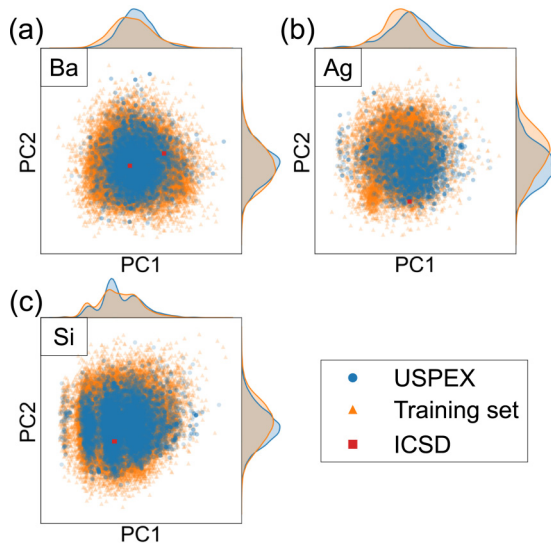 (a)
Ba
PC2
PC1
(b)
Ag
PC2
PC1
(c)
Si
PC2
PC1
USPEX
Training set
ICSD